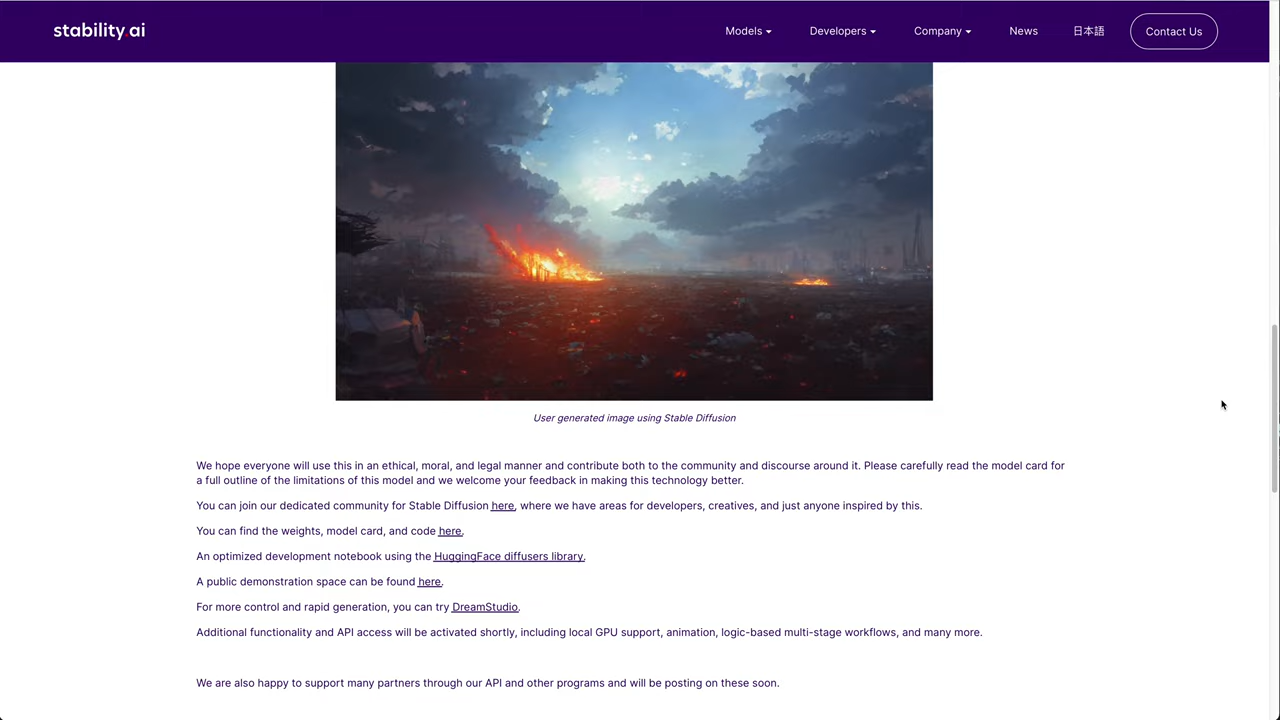 stability.ai
Models
Developers
Company
News
日本語
Contact Us
User generated image using Stable Diffusion
We hope everyone will use this in an ethical, moral, and legal manner and contribute both to the community and discourse around it. Please carefully read the model card for
a full outline of the limitations of this model and we welcome your feedback in making this technology better.
You can join our dedicated community for Stable Diffusion here, where we have areas for developers, creatives, and just anyone inspired by this.
You can find the weights, model card, and code here.
An optimized development notebook using the HuggingFace diffusers library.
A public demonstration space can be found here.
For more control and rapid generation, you can try DreamStudio.
Additional functionality and API access will be activated shortly, including local GPU support, animation, logic-based multi-stage workflows, and many more.
We are also happy to support many partners through our API and other programs and will be posting on these soon.